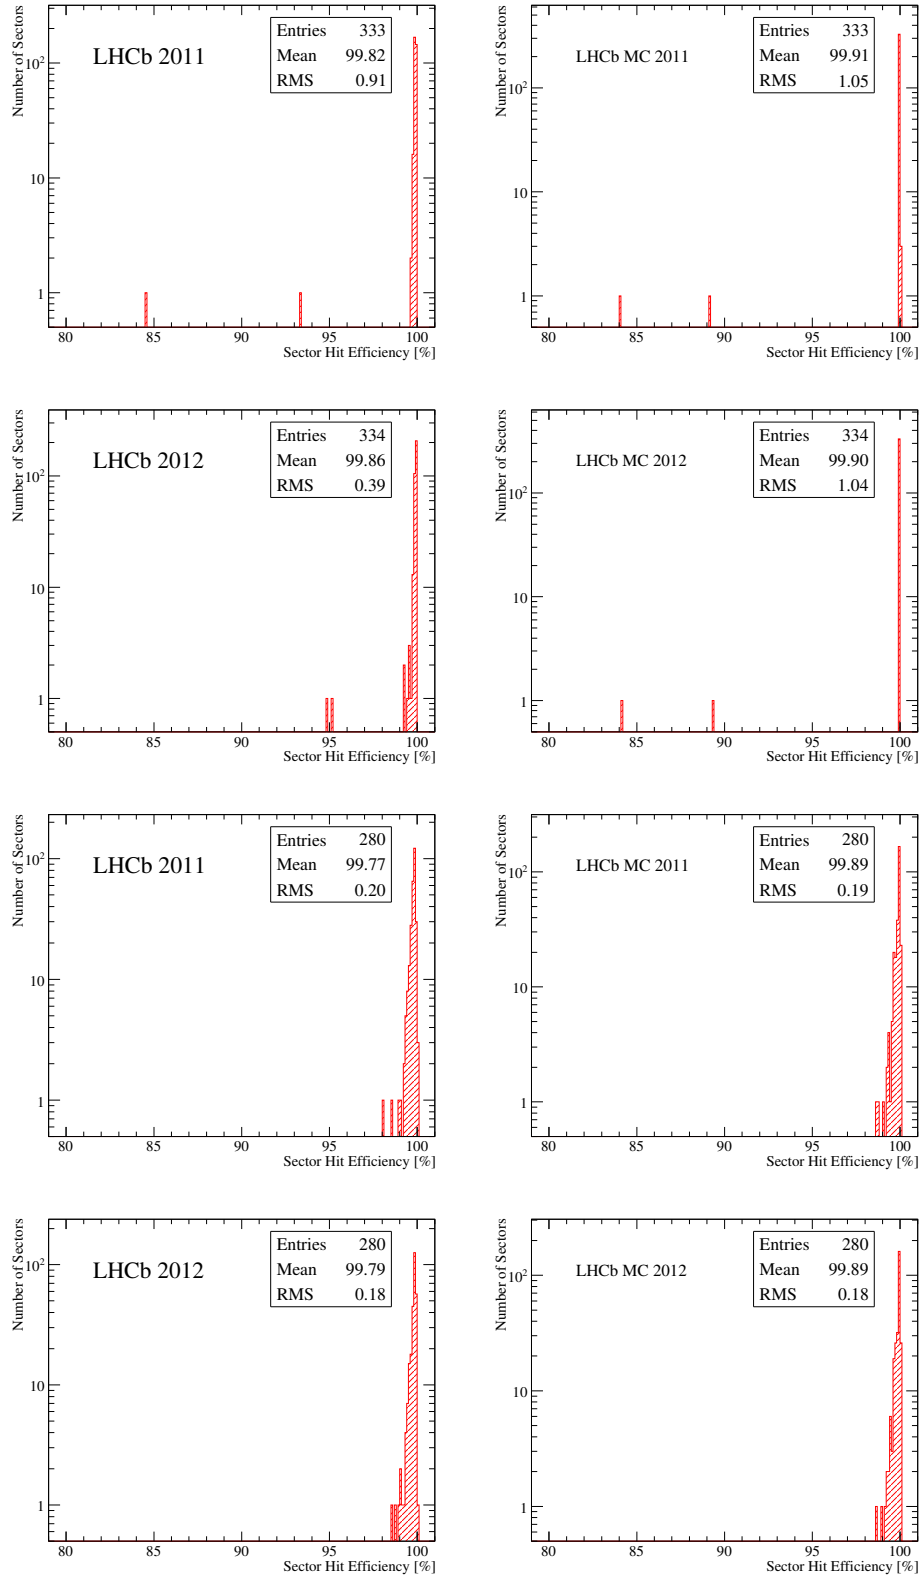 Number of Sectors
LHCb 2011
Entries 333
Mean 99.82
RMS 0.91
10²
10
1
80 85 90 95 100
Sector Hit Efficiency [%]
Number of Sectors
LHCb MC 2011
Entries 333
Mean 99.91
RMS 1.05
10²
10
1
80 85 90 95 100
Sector Hit Efficiency [%]
Number of Sectors
LHCb 2012
Entries 334
Mean 99.86
RMS 0.39
10²
10
1
80 85 90 95 100
Sector Hit Efficiency [%]
Number of Sectors
LHCb MC 2012
Entries 334
Mean 99.90
RMS 1.04
10²
10
1
80 85 90 95 100
Sector Hit Efficiency [%]
Number of Sectors
LHCb 2011
Entries 280
Mean 99.77
RMS 0.20
10²
10
1
80 85 90 95 100
Sector Hit Efficiency [%]
Number of Sectors
LHCb MC 2011
Entries 280
Mean 99.89
RMS 0.19
10²
10
1
80 85 90 95 100
Sector Hit Efficiency [%]
Number of Sectors
LHCb 2012
Entries 280
Mean 99.79
RMS 0.18
10²
10
1
80 85 90 95 100
Sector Hit Efficiency [%]
Number of Sectors
LHCb MC 2012
Entries 280
Mean 99.89
RMS 0.18
10²
10
1
80 85 90 95 100
Sector Hit Efficiency [%]